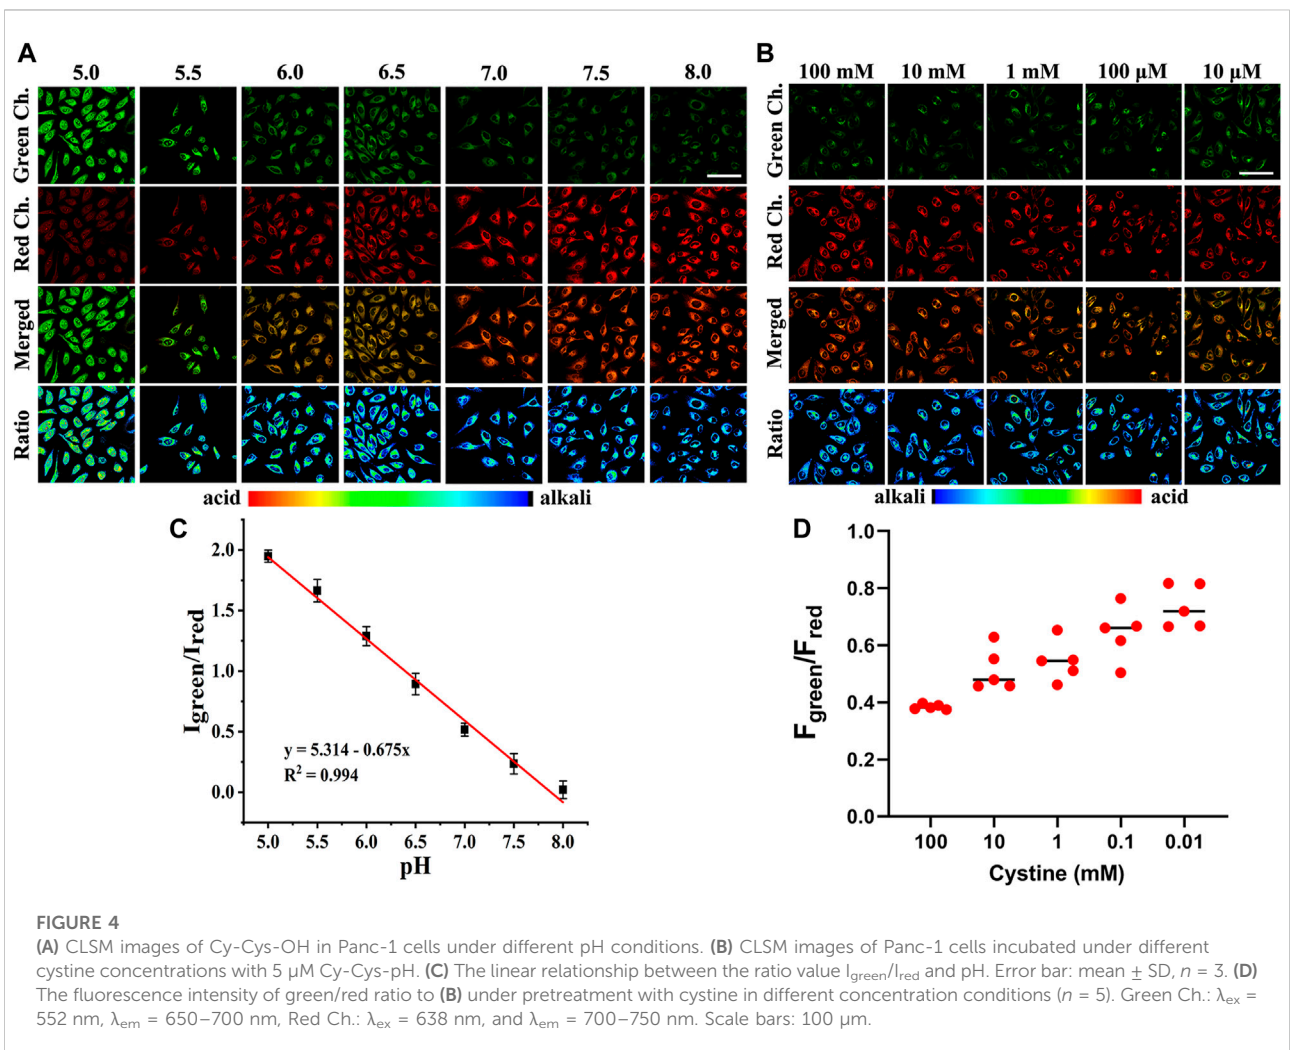 A
5.0 5.5 6.0 6.5 7.0 7.5 8.0
Green Ch.
Red Ch.
Merged
Ratio
acid alkali
B
100 mM 10 mM 1 mM 100 µM 10 µM
Green Ch.
Red Ch.
Merged
Ratio
alkali acid
C
Igreen/Ired
2.0
1.5
1.0
0.5
0.0
y = 5.314 - 0.675x
R² = 0.994
5.0 5.5 6.0 6.5 7.0 7.5 8.0
pH
D
Fgreen/Fred
1.0
0.8
0.6
0.4
0.2
0.0
100 10 1 0.1 0.01
Cystine (mM)
FIGURE 4
(A) CLSM images of Cy-Cys-OH in Panc-1 cells under different pH conditions. (B) CLSM images of Panc-1 cells incubated under different
cystine concentrations with 5 µM Cy-Cys-pH. (C) The linear relationship between the ratio value Igreen/Ired and pH. Error bar: mean ± SD, n = 3. (D)
The fluorescence intensity of green/red ratio to (B) under pretreatment with cystine in different concentration conditions (n = 5). Green Ch.: λex =
552 nm, λem = 650–700 nm, Red Ch.: λex = 638 nm, and λem = 700–750 nm. Scale bars: 100 µm.